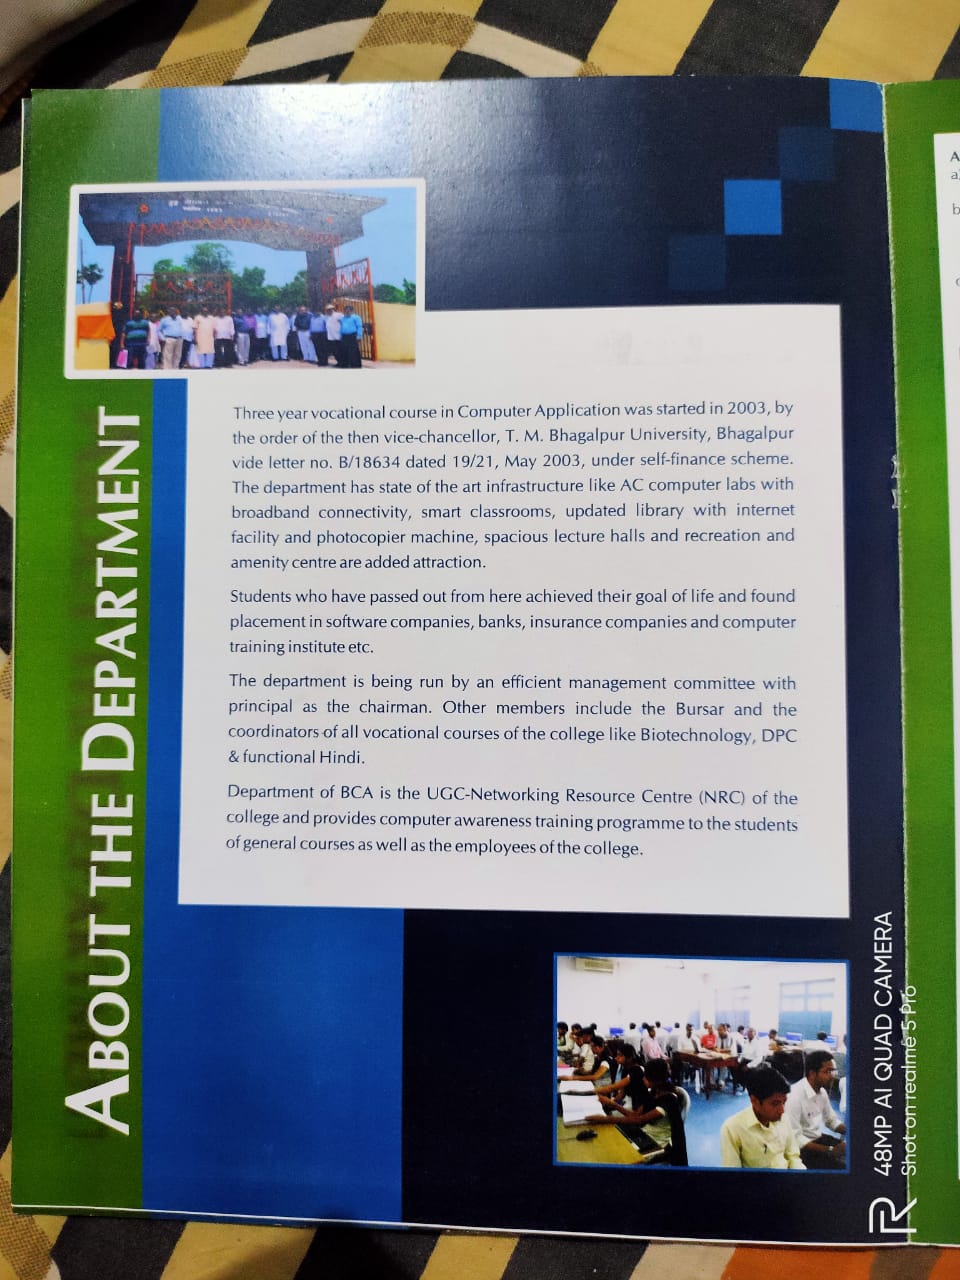 ABOUT THE DEPARTMENT
Three year vocational course in Computer Application was started in 2003, by
the order of the then vice-chancellor, T. M. Bhagalpur University, Bhagalpur
vide letter no. B/18634 dated 19/21, May 2003, under self-finance scheme.
The department has state of the art infrastructure like AC computer labs with
broadband connectivity, smart classrooms, updated library with internet
facility and photocopier machine, spacious lecture halls and recreation and
amenity centre are added attraction.
Students who have passed out from here achieved their goal of life and found
placement in software companies, banks, insurance companies and computer
training institute etc.
The department is being run by an efficient management committee with
principal as the chairman. Other members include the Bursar and the
coordinators of all vocational courses of the college like Biotechnology, DPC
& functional Hindi.
Department of BCA is the UGC-Networking Resource Centre (NRC) of the
college and provides computer awareness training programme to the students
of general courses as well as the employees of the college.
48MP AI QUAD CAMERA
Shot on realme 5 Pro